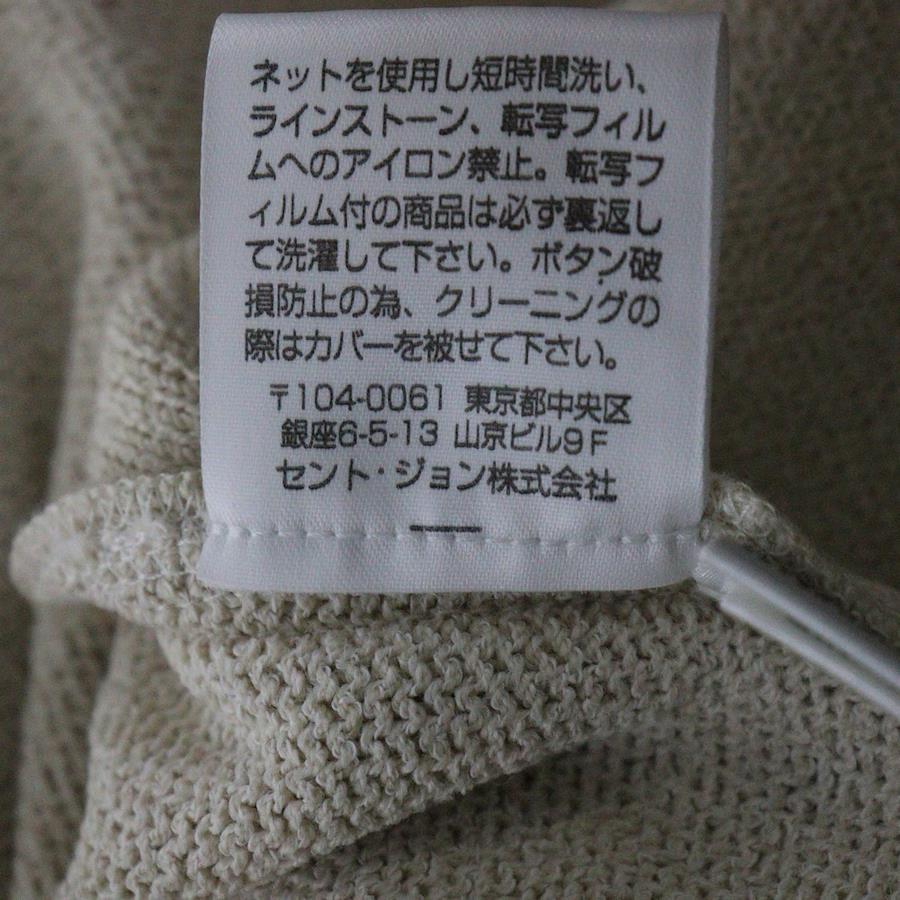 ネットを使用し短時間洗い、
ラインストーン、転写フィル
ムへのアイロン禁止。転写フ
ィルム付の商品は必ず裏返し
て洗濯して下さい。ボタン破
損防止の為、クリーニングの
際はカバーを被せて下さい。
〒104-0061 東京都中央区
銀座6-5-13 山京ビル9F
セント・ジョン株式会社